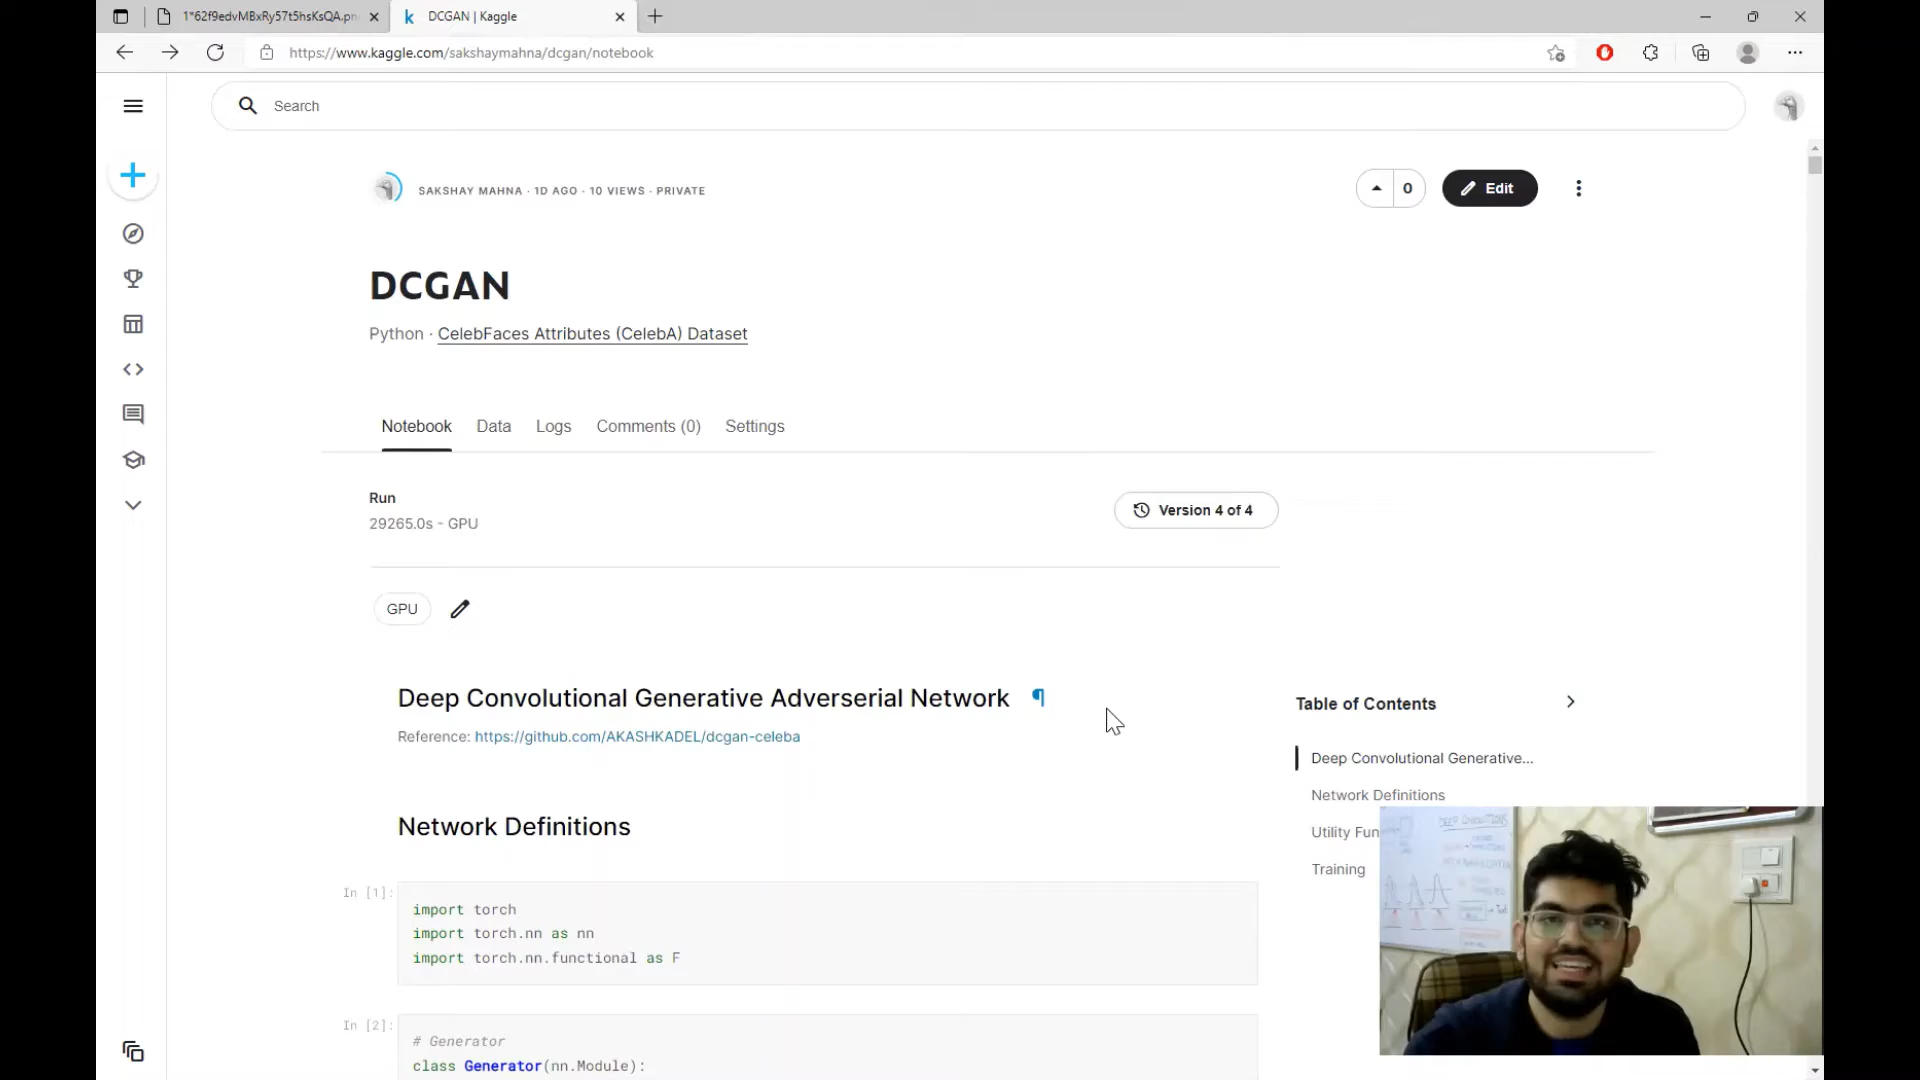 1*62f9edvMBxRy57t5hsKsQA.pn
DCGAN | Kaggle
https://www.kaggle.com/sakshaymahna/dcgan/notebook
Search
SAKSHAY MAHNA · 1D AGO · 10 VIEWS · PRIVATE
0
Edit
DCGAN
Python · CelebFaces Attributes (CelebA) Dataset
Notebook
Data
Logs
Comments (0)
Settings
Run
29265.0s - GPU
Version 4 of 4
GPU
Deep Convolutional Generative Adverserial Network ¶
Reference: https://github.com/AKASHKADEL/dcgan-celeba
Table of Contents
Deep Convolutional Generative...
Network Definitions
Utility Fun
Training
Network Definitions
In [1]:
import torch
import torch.nn as nn
import torch.nn.functional as F
In [2]:
# Generator
class Generator(nn.Module):